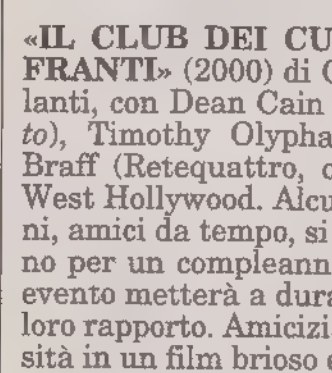 «IL CLUB DEI CU
FRANTI» (2000) di G
lanti, con Dean Cain
to), Timothy Olypha
Braff (Retequattro, o
West Hollywood. Alcu
ni, amici da tempo, si
no per un compleann
evento metterà a dura
loro rapporto. Amicizi
sità in un film brioso e